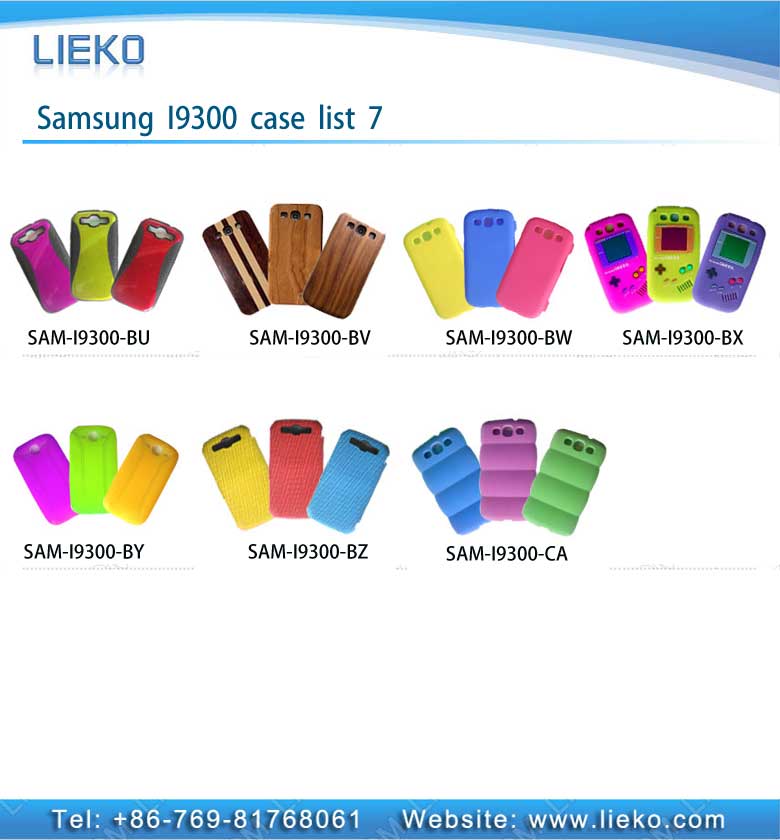 LIEKO
Samsung I9300 case list 7
SAM-I9300-BU SAM-I9300-BV SAM-I9300-BW SAM-I9300-BX
SAM-I9300-BY SAM-I9300-BZ SAM-I9300-CA
Tel: +86-769-81768061 Website: www.lieko.com